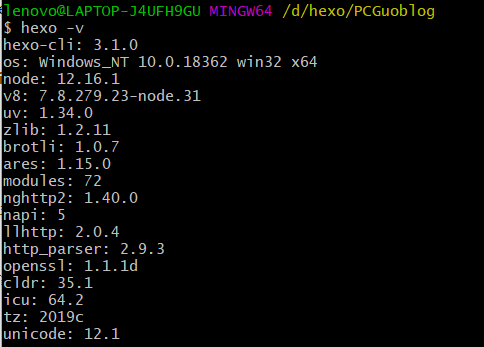 lenovo@LAPTOP-J4UFH9GU MINGW64 /d/hexo/PCGuoblog
$ hexo -v
hexo-cli: 3.1.0
os: Windows_NT 10.0.18362 win32 x64
node: 12.16.1
v8: 7.8.279.23-node.31
uv: 1.34.0
zlib: 1.2.11
brotli: 1.0.7
ares: 1.15.0
modules: 72
nghttp2: 1.40.0
napi: 5
llhttp: 2.0.4
http_parser: 2.9.3
openssl: 1.1.1d
cldr: 35.1
icu: 64.2
tz: 2019c
unicode: 12.1